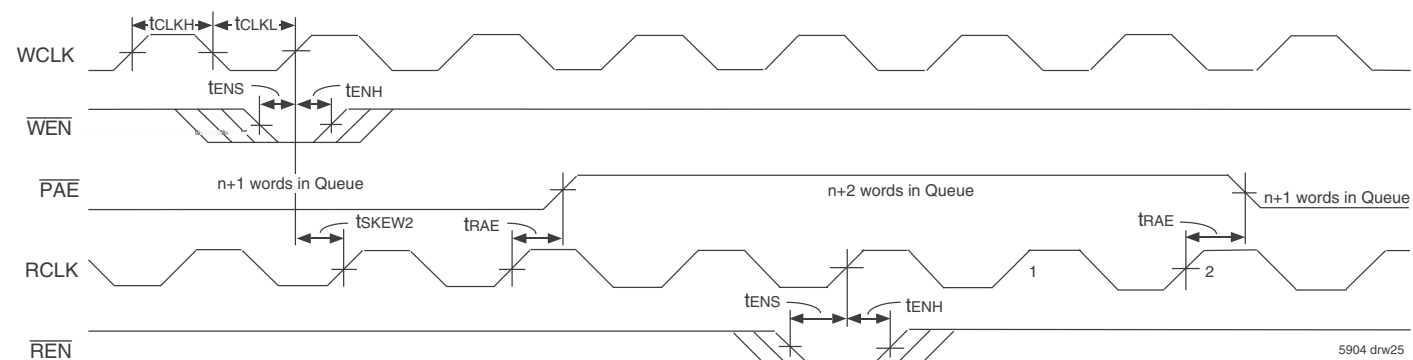 tCLKH tCLKL
WCLK
tENS tENH
WEN
PAE n+1 words in Queue n+2 words in Queue n+1 words in Queue
tSKEW2 tRAE tRAE
RCLK 1 2
tENS tENH
REN
5904 drw25